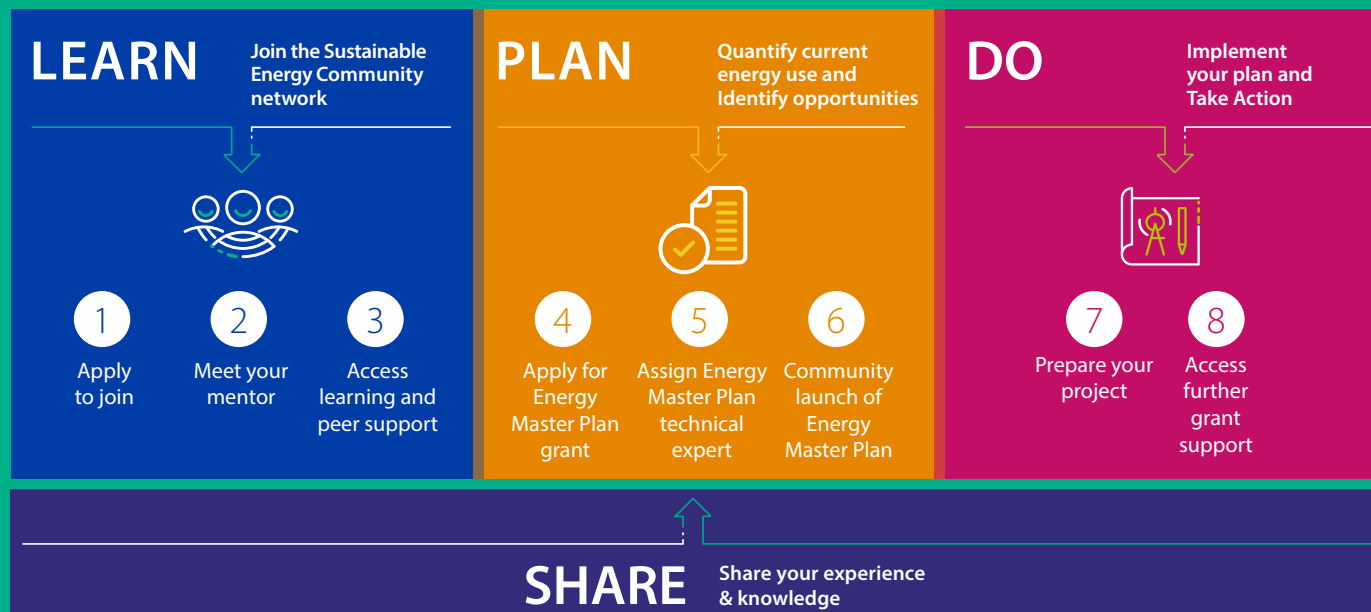 LEARN
Join the Sustainable
Energy Community
network
1
Apply
to join
2
Meet your
mentor
3
Access
learning and
peer support
PLAN
Quantify current
energy use and
Identify opportunities
4
Apply for
Energy
Master Plan
grant
5
Assign Energy
Master Plan
technical
expert
6
Community
launch of
Energy
Master Plan
DO
Implement
your plan and
Take Action
7
Prepare your
project
8
Access
further
grant
support
SHARE
Share your experience
& knowledge